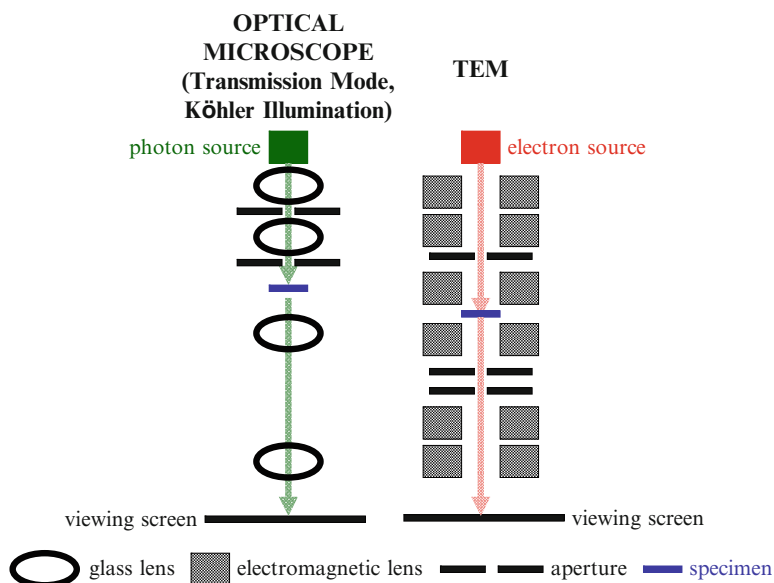 OPTICAL
MICROSCOPE
(Transmission Mode,
Köhler Illumination)
TEM
photon source
electron source
viewing screen
viewing screen
glass lens
electromagnetic lens
aperture
specimen